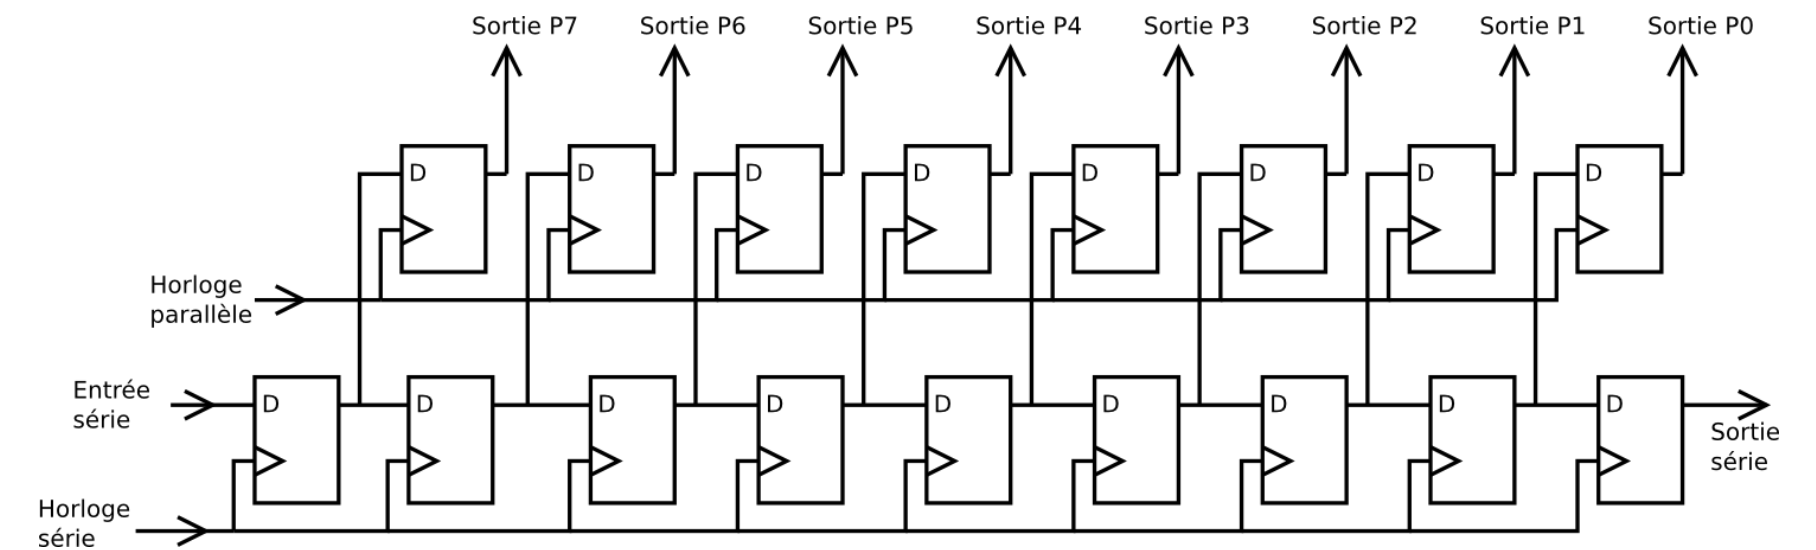 Sortie P7 Sortie P6 Sortie P5 Sortie P4 Sortie P3 Sortie P2 Sortie P1 Sortie P0
D D D D D D D D
Horloge
parallèle
Entrée
série
D D D D D D D D D
Sortie
série
Horloge
série